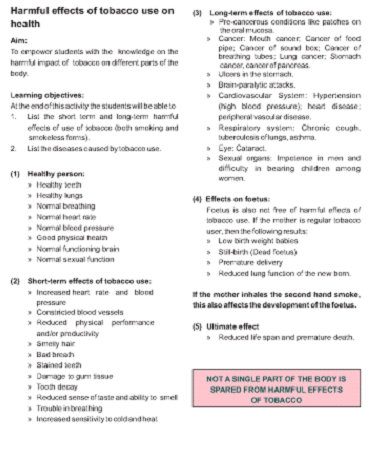 Harmful effects of tobacco use on
health
Aim:
To empower students with the knowledge on the
harmful impact of tobacco on different parts of the
body.
Learning objectives:
At the end of this activity the students will be able to
1. List the short term and long-term harmful
effects of use of tobacco (both smoking and
smokeless forms).
2. List the diseases caused by tobacco use.
(1) Healthy person:
» Healthy teeth
» Healthy lungs
» Normal breathing
» Normal heart rate
» Normal blood pressure
» Good physical health
» Normal functioning brain
» Normal sexual function
(2) Short-term effects of tobacco use:
» Increased heart rate and blood
pressure
» Constricted blood vessels
» Reduced physical performance
and/or productivity
» Smelly hair
» Bad breath
» Stained teeth
» Damage to gum tissue
» Tooth decay
» Reduced sense of taste and ability to smell
» Trouble in breathing
» Increased sensitivity to cold and heat
(3) Long-term effects of tobacco use:
» Pre-cancerous conditions like patches on
the oral mucosa.
» Cancer: Mouth cancer; Cancer of food
pipe; Cancer of sound box; Cancer of
breathing tubes; Lung cancer; Stomach
cancer, cancer of pancreas.
» Ulcers in the stomach.
» Brain-paralytic attacks.
» Cardiovascular System: Hypertension
(high blood pressure); heart disease;
peripheral vascular disease.
» Respiratory system: Chronic cough,
tuberculosis of lungs, asthma.
» Eye: Cataract.
» Sexual organs: Impotence in men and
difficulty in bearing children among
women.
(4) Effects on foetus:
Foetus is also not free of harmful effects of
tobacco use. If the mother is regular tobacco
user, then the following results:
» Low birth weight babies
» Still-birth (Dead foetus)
» Premature delivery
» Reduced lung function of the new born.
If the mother inhales the second hand smoke,
this also affects the development of the foetus.
(5) Ultimate effect
» Reduced life span and premature death.
NOT A SINGLE PART OF THE BODY IS
SPARED FROM HARMFUL EFFECTS
OF TOBACCO